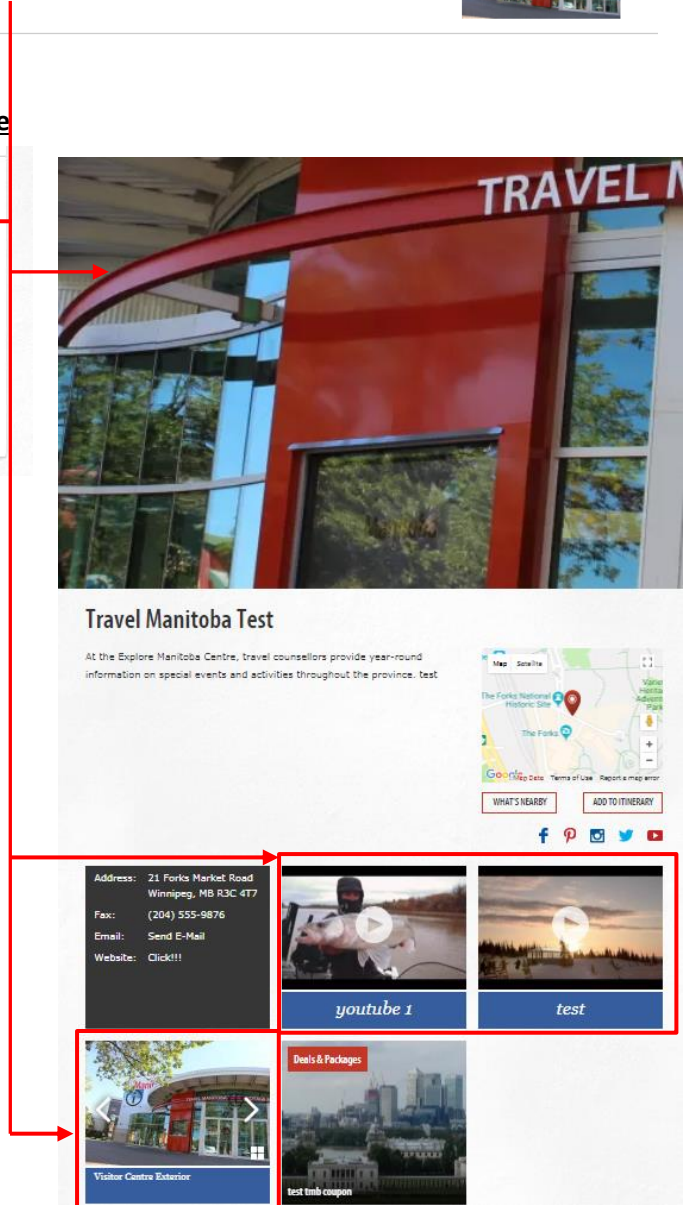 e
TRAVEL M
Travel Manitoba Test
At the Explore Manitoba Centre, travel counsellors provide year-round
information on special events and activities throughout the province. test
Map Satellite
The Forks National
Historic Site
The Forks
Google
Map Data Terms of Use Report a map error
WHAT'S NEARBY ADD TO ITINERARY
Address: 21 Forks Market Road
Winnipeg, MB R3C 4T7
Fax: (204) 555-9876
Email: Send E-Mail
Website: Click!!!
youtube 1
test
Visitor Centre Exterior
Deals & Packages
test tmb coupon